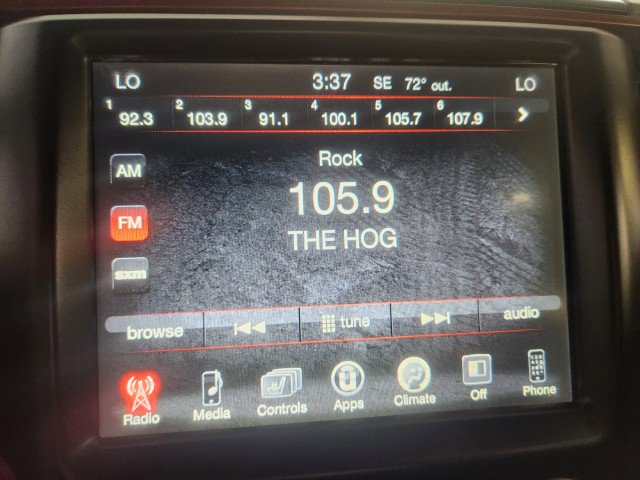 LO 3:37 SE 72° out. LO
1 92.3 2 103.9 3 91.1 4 100.1 5 105.7 6 107.9
AM
FM
sxm
Rock
105.9
THE HOG
browse tune audio
Radio Media Controls Apps Climate Off Phone